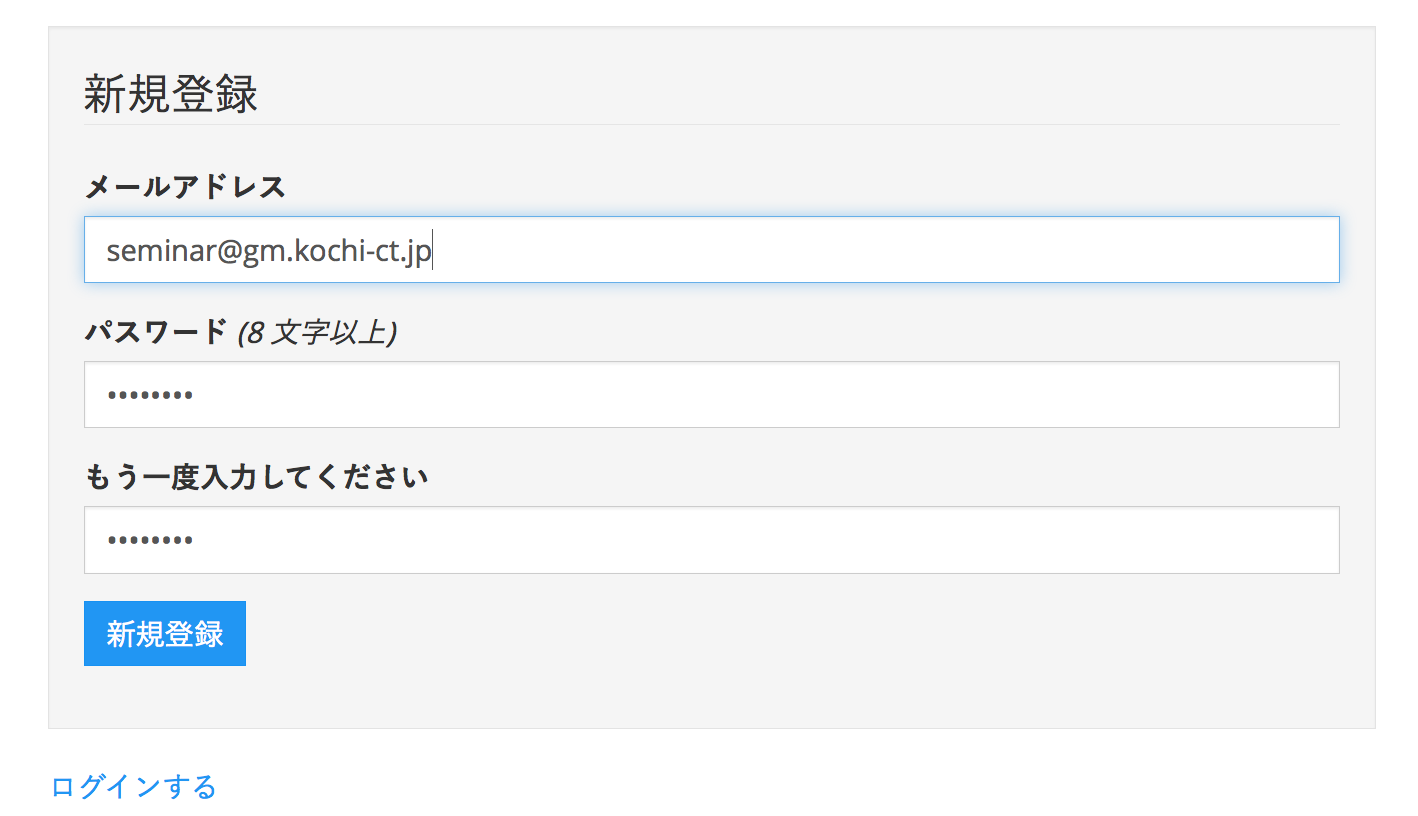 新規登録
メールアドレス
seminar@gm.kochi-ct.jp
パスワード (8 文字以上)
••••••••
もう一度入力してください
••••••••
新規登録
ログインする